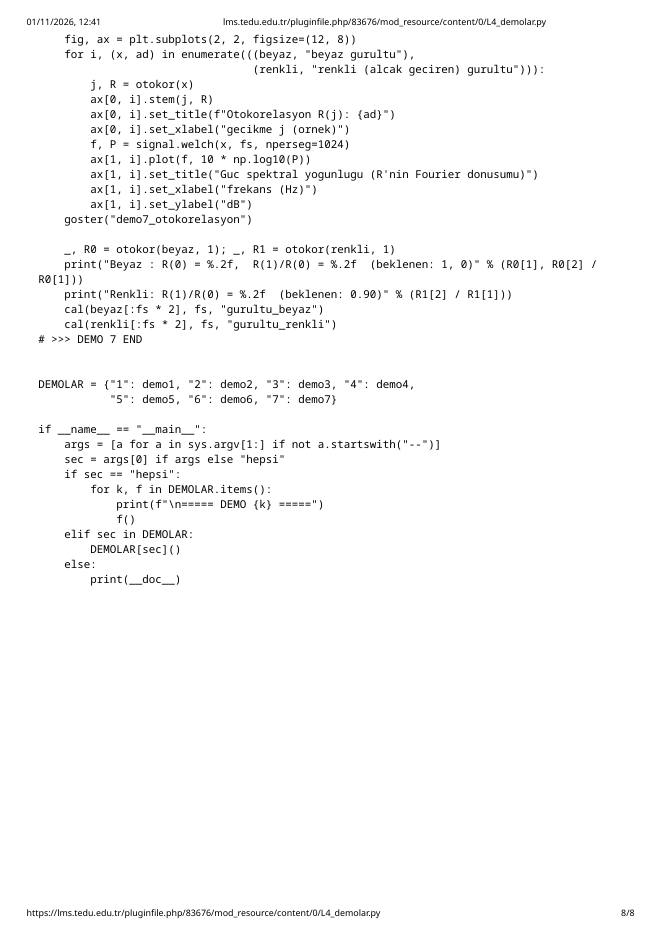 01/11/2026, 12:41 lms.tedu.edu.tr/pluginfile.php/83676/mod_resource/content/0/L4_demolar.py
    fig, ax = plt.subplots(2, 2, figsize=(12, 8))
    for i, (x, ad) in enumerate(((beyaz, "beyaz gurultu"),
                                 (renkli, "renkli (alcak geciren) gurultu"))):
        j, R = otokor(x)
        ax[0, i].stem(j, R)
        ax[0, i].set_title(f"Otokorelasyon R(j): {ad}")
        ax[0, i].set_xlabel("gecikme j (ornek)")
        f, P = signal.welch(x, fs, nperseg=1024)
        ax[1, i].plot(f, 10 * np.log10(P))
        ax[1, i].set_title("Guc spektral yogunlugu (R'nin Fourier donusumu)")
        ax[1, i].set_xlabel("frekans (Hz)")
        ax[1, i].set_ylabel("dB")
    goster("demo7_otokorelasyon")

    _, R0 = otokor(beyaz, 1); _, R1 = otokor(renkli, 1)
    print("Beyaz : R(0) = %.2f,  R(1)/R(0) = %.2f  (beklenen: 1, 0)" % (R0[1], R0[2] /
R0[1]))
    print("Renkli: R(1)/R(0) = %.2f  (beklenen: 0.90)" % (R1[2] / R1[1]))
    cal(beyaz[:fs * 2], fs, "gurultu_beyaz")
    cal(renkli[:fs * 2], fs, "gurultu_renkli")
# >>> DEMO 7 END

DEMOLAR = {"1": demo1, "2": demo2, "3": demo3, "4": demo4,
           "5": demo5, "6": demo6, "7": demo7}

if __name__ == "__main__":
    args = [a for a in sys.argv[1:] if not a.startswith("--")]
    sec = args[0] if args else "hepsi"
    if sec == "hepsi":
        for k, f in DEMOLAR.items():
            print(f"\n===== DEMO {k} =====")
            f()
    elif sec in DEMOLAR:
        DEMOLAR[sec]()
    else:
        print(__doc__)
https://lms.tedu.edu.tr/pluginfile.php/83676/mod_resource/content/0/L4_demolar.py 8/8